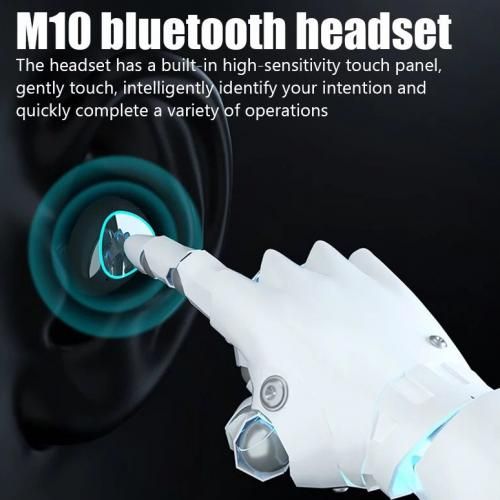 M10 bluetooth headset
The headset has a built-in high-sensitivity touch panel,
gently touch, intelligently identify your intention and
quickly complete a variety of operations